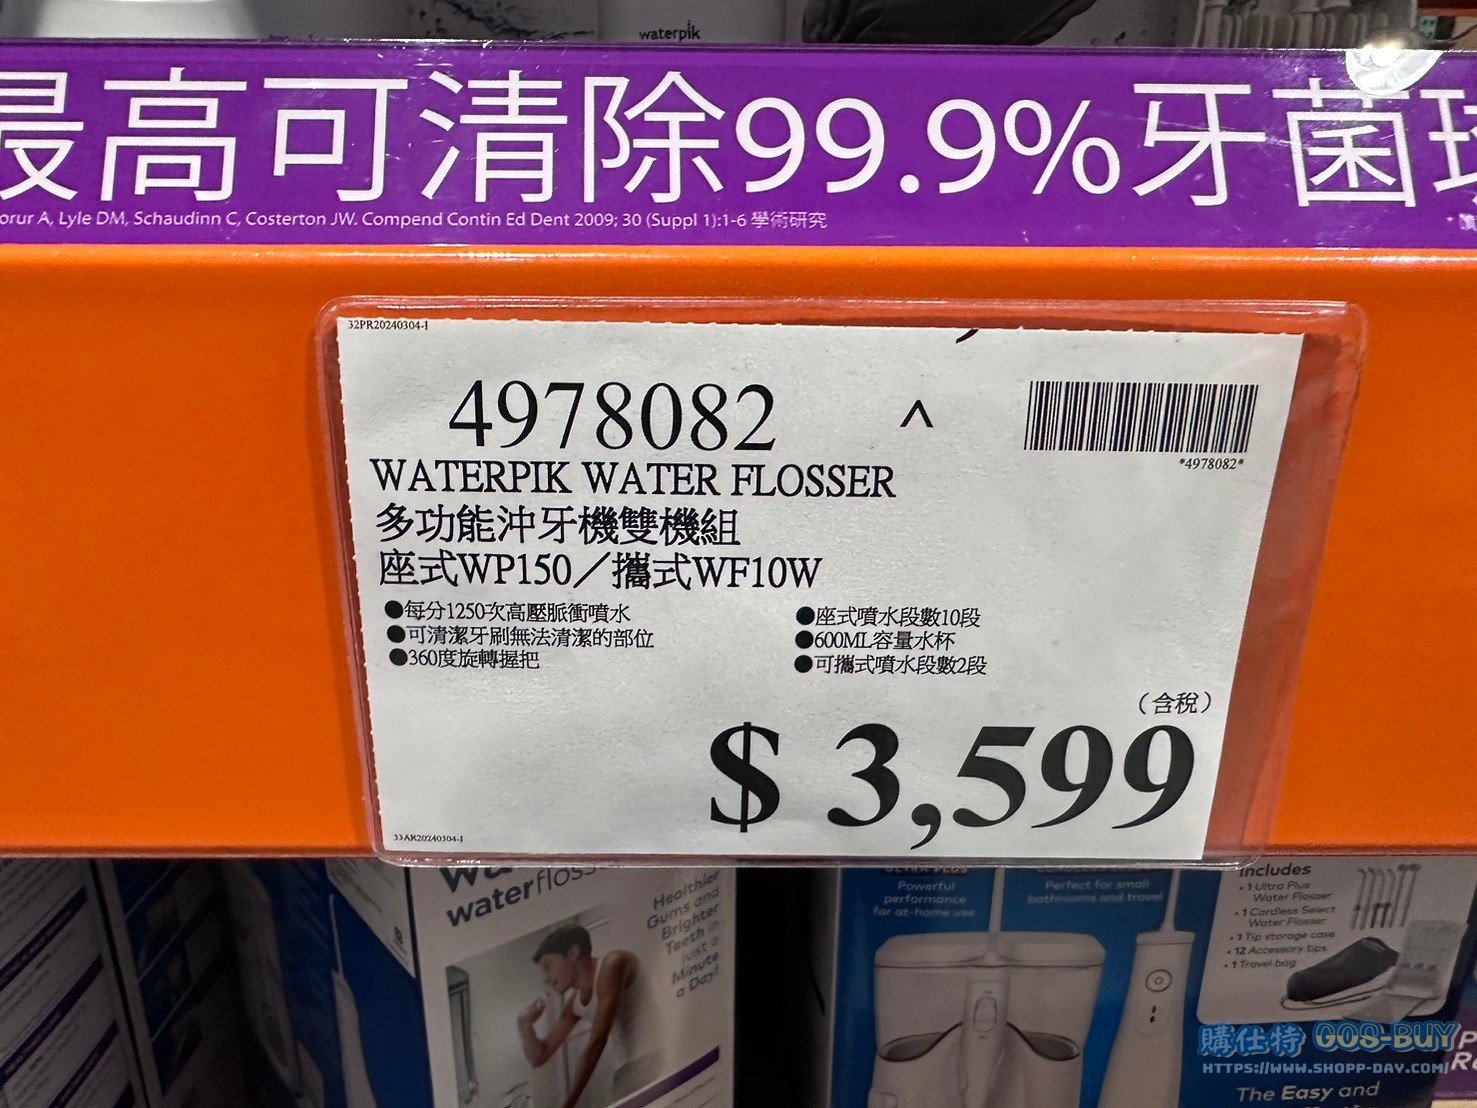 waterpik
最高可清除99.9%牙菌
orur A, Lyle DM, Schaudinn C, Costerton JW. Compend Contin Ed Dent 2009; 30 (Suppl 1):1-6 學術研究
32PR20240304-1
4978082 ^
*4978082*
WATERPIK WATER FLOSSER
多功能沖牙機雙機組
座式WP150／攜式WF10W
●每分1250次高壓脈衝噴水
●可清潔牙刷無法清潔的部位
●360度旋轉握把
●座式噴水段數10段
●600ML容量水杯
●可攜式噴水段數2段
（含稅）
$ 3,599
33AR20240304-1
waterfloss
Healthier
Gums and
Brighter
Teeth in
just a
Minute
a Day!
Powerful
performance
for at-home use
Perfect for small
bathrooms and travel
Includes
• 1 Ultra Plus
Water Flosser
• 1 Cordless Select
Water Flosser
• 1 Tip storage case
• 12 Accessory tips
• 1 Travel bag
購仕特 GOS-BUY
HTTPS://WWW.SHOPP-DAY.COM/
The Easy and